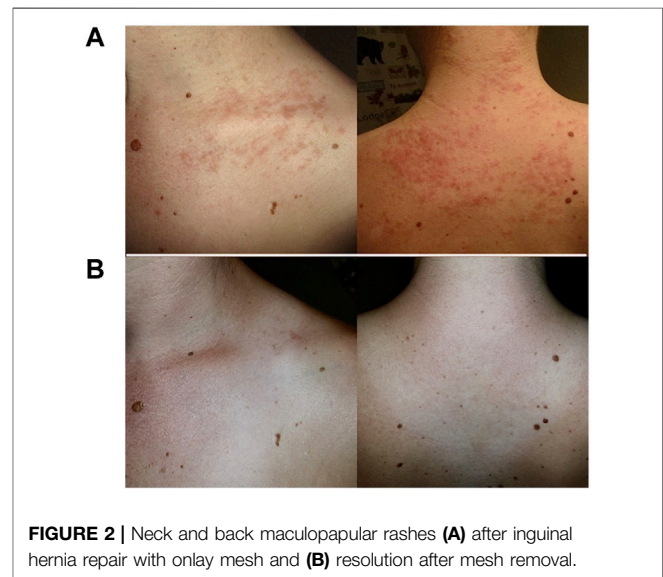 A
B
FIGURE 2 | Neck and back maculopapular rashes (A) after inguinal
hernia repair with onlay mesh and (B) resolution after mesh removal.